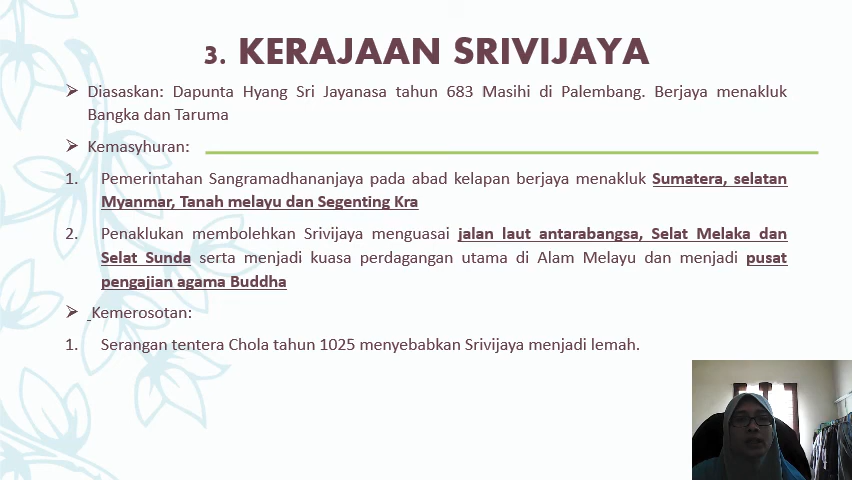 3. KERAJAAN SRIVIJAYA
➢ Diasaskan: Dapunta Hyang Sri Jayanasa tahun 683 Masihi di Palembang. Berjaya menakluk
Bangka dan Taruma
➢ Kemasyhuran:
1. Pemerintahan Sangramadhananjaya pada abad kelapan berjaya menakluk Sumatera, selatan
Myanmar, Tanah melayu dan Segenting Kra
2. Penaklukan membolehkan Srivijaya menguasai jalan laut antarabangsa, Selat Melaka dan
Selat Sunda serta menjadi kuasa perdagangan utama di Alam Melayu dan menjadi pusat
pengajian agama Buddha
➢ Kemerosotan:
1. Serangan tentera Chola tahun 1025 menyebabkan Srivijaya menjadi lemah.